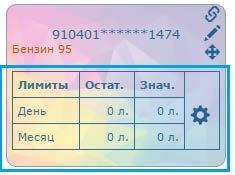 910401******1474
Бензин 95
Лимиты Остат. Знач.
День 0 л. 0 л.
Месяц 0 л. 0 л.